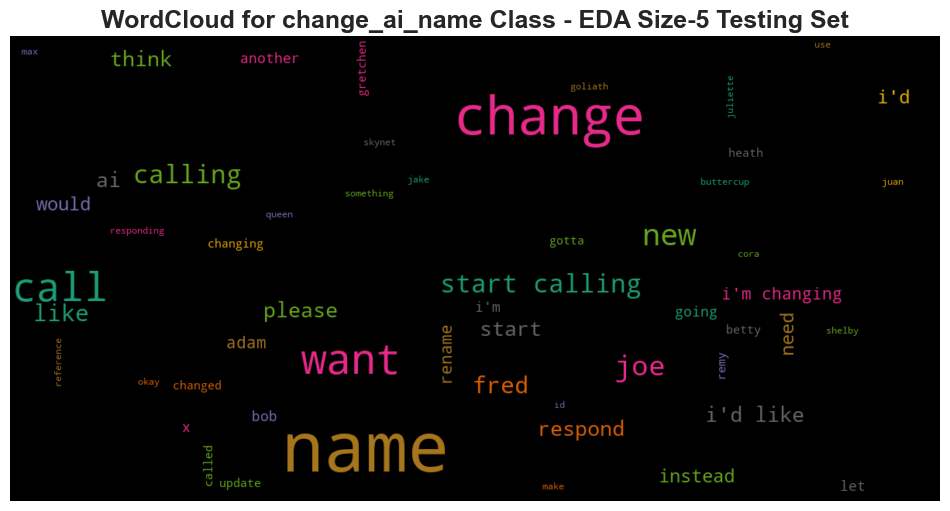 WordCloud for change_ai_name Class - EDA Size-5 Testing Set
max
think
another
gretchen
use
goliath
juliette
i'd
change
skynet
heath
ai
calling
jake
buttercup
juan
something
would
queen
responding
changing
gotta
new
cora
call
start calling
i'm changing
like
please
i'm
start
going
betty
need
shelby
adam
rename
reference
want
joe
remy
okay
changed
fred
id
bob
i'd like
x
name
respond
called
update
instead
make
let